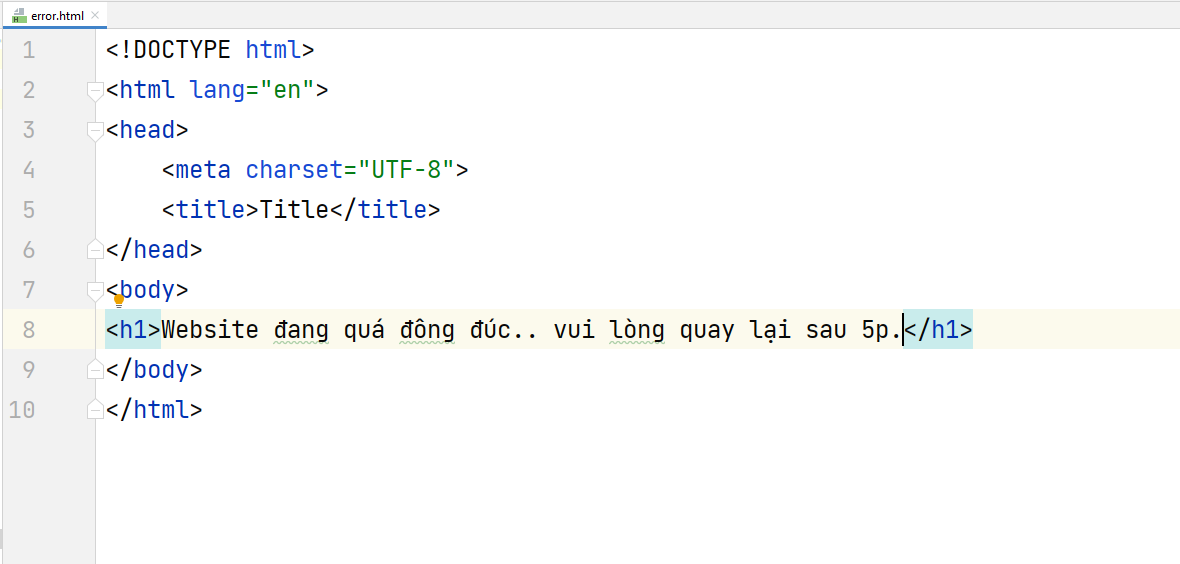 error.html
1 <!DOCTYPE html>
2 <html lang="en">
3 <head>
4     <meta charset="UTF-8">
5     <title>Title</title>
6 </head>
7 <body>
8 <h1>Website đang quá đông đúc.. vui lòng quay lại sau 5p.</h1>
9 </body>
10 </html>